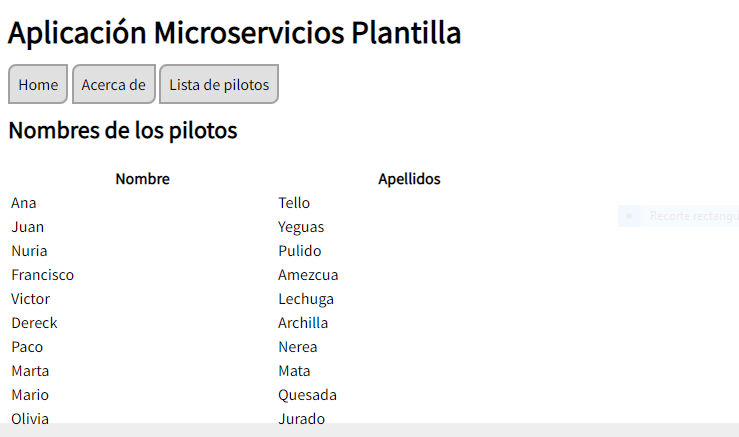 Aplicación Microservicios Plantilla
Home Acerca de Lista de pilotos
Nombres de los pilotos
Nombre Apellidos
Ana Tello
Juan Yeguas
Nuria Pulido
Francisco Amezcua
Victor Lechuga
Dereck Archilla
Paco Nerea
Marta Mata
Mario Quesada
Olivia Jurado
Recorte